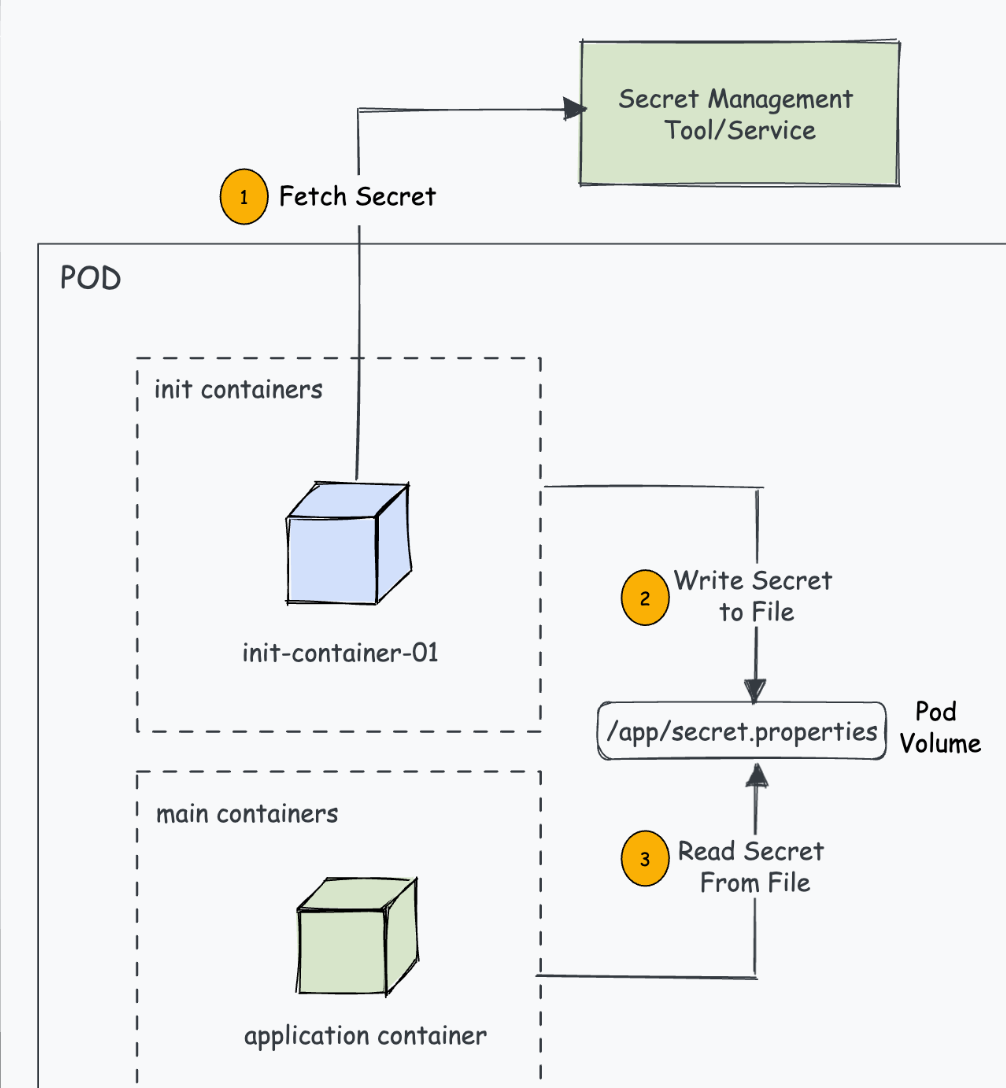 Secret Management
Tool/Service
1
Fetch Secret
POD
init containers
init-container-01
2
Write Secret
to File
/app/secret.properties
Pod
Volume
main containers
3
Read Secret
From File
application container